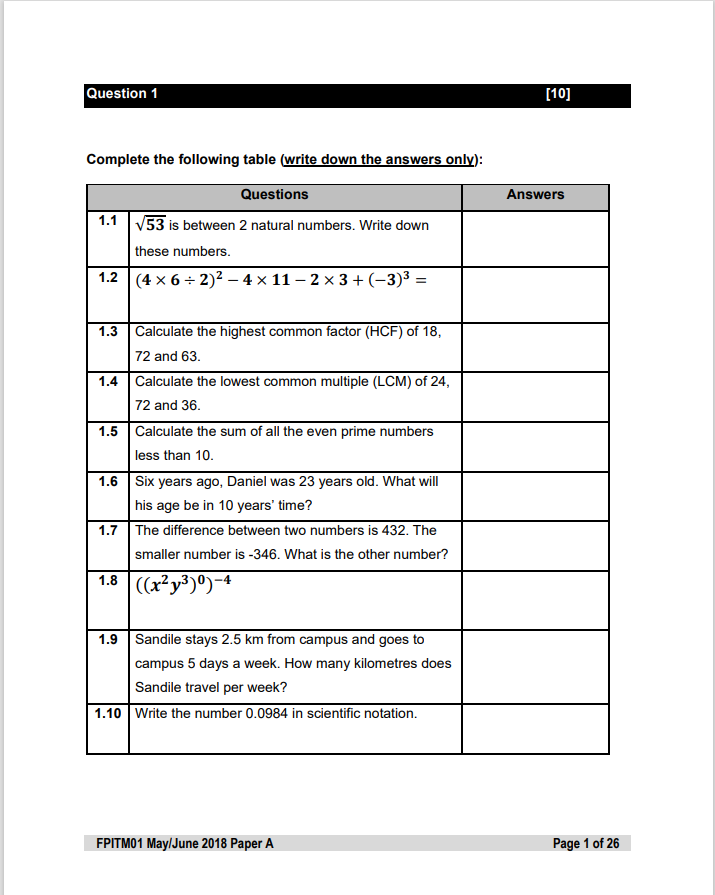 Question 1 [10]
Complete the following table (write down the answers only):
Questions Answers
1.1 √53 is between 2 natural numbers. Write down
these numbers.
1.2 (4 × 6 ÷ 2)² − 4 × 11 − 2 × 3 + (−3)³ =
1.3 Calculate the highest common factor (HCF) of 18,
72 and 63.
1.4 Calculate the lowest common multiple (LCM) of 24,
72 and 36.
1.5 Calculate the sum of all the even prime numbers
less than 10.
1.6 Six years ago, Daniel was 23 years old. What will
his age be in 10 years' time?
1.7 The difference between two numbers is 432. The
smaller number is -346. What is the other number?
1.8 ((x²y³)⁰)⁻⁴
1.9 Sandile stays 2.5 km from campus and goes to
campus 5 days a week. How many kilometres does
Sandile travel per week?
1.10 Write the number 0.0984 in scientific notation.
FPITM01 May/June 2018 Paper A Page 1 of 26